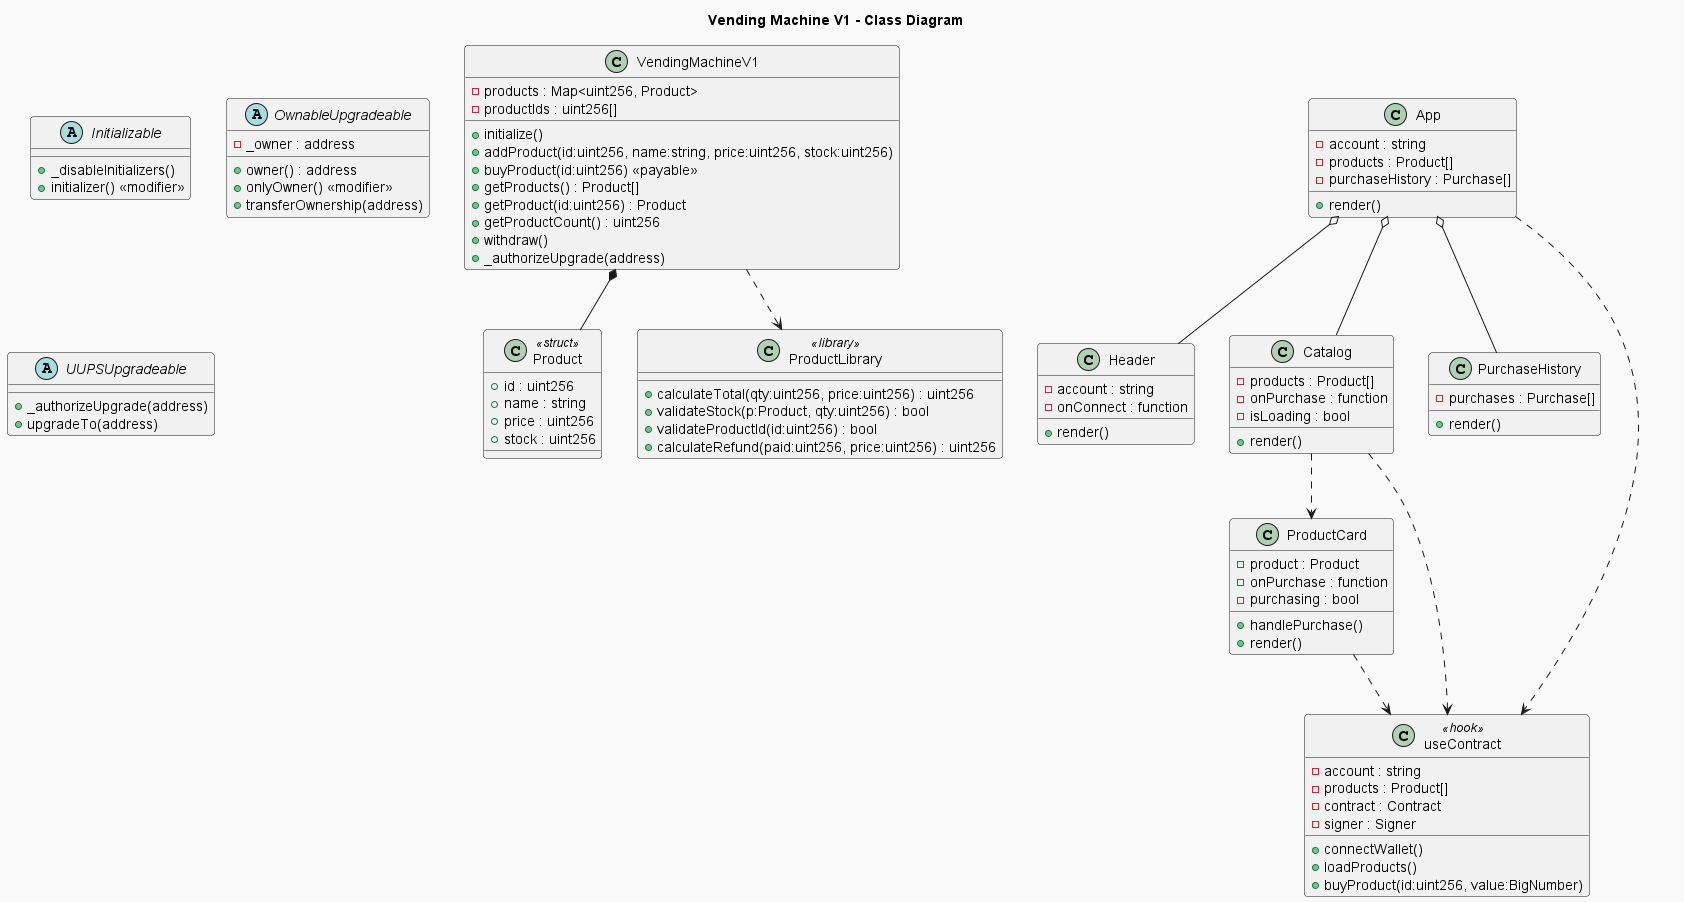 Vending Machine V1 - Class Diagram
A Initializable
_disableInitializers()
initializer() «modifier»
A OwnableUpgradeable
_owner : address
owner() : address
onlyOwner() «modifier»
transferOwnership(address)
C VendingMachineV1
products : Map<uint256, Product>
productIds : uint256[]
initialize()
addProduct(id:uint256, name:string, price:uint256, stock:uint256)
buyProduct(id:uint256) «payable»
getProducts() : Product[]
getProduct(id:uint256) : Product
getProductCount() : uint256
withdraw()
_authorizeUpgrade(address)
C App
account : string
products : Product[]
purchaseHistory : Purchase[]
render()
A UUPSUpgradeable
_authorizeUpgrade(address)
upgradeTo(address)
«struct»
C Product
id : uint256
name : string
price : uint256
stock : uint256
«library»
C ProductLibrary
calculateTotal(qty:uint256, price:uint256) : uint256
validateStock(p:Product, qty:uint256) : bool
validateProductId(id:uint256) : bool
calculateRefund(paid:uint256, price:uint256) : uint256
C Header
account : string
onConnect : function
render()
C Catalog
products : Product[]
onPurchase : function
isLoading : bool
render()
C PurchaseHistory
purchases : Purchase[]
render()
C ProductCard
product : Product
onPurchase : function
purchasing : bool
handlePurchase()
render()
«hook»
C useContract
account : string
products : Product[]
contract : Contract
signer : Signer
connectWallet()
loadProducts()
buyProduct(id:uint256, value:BigNumber)